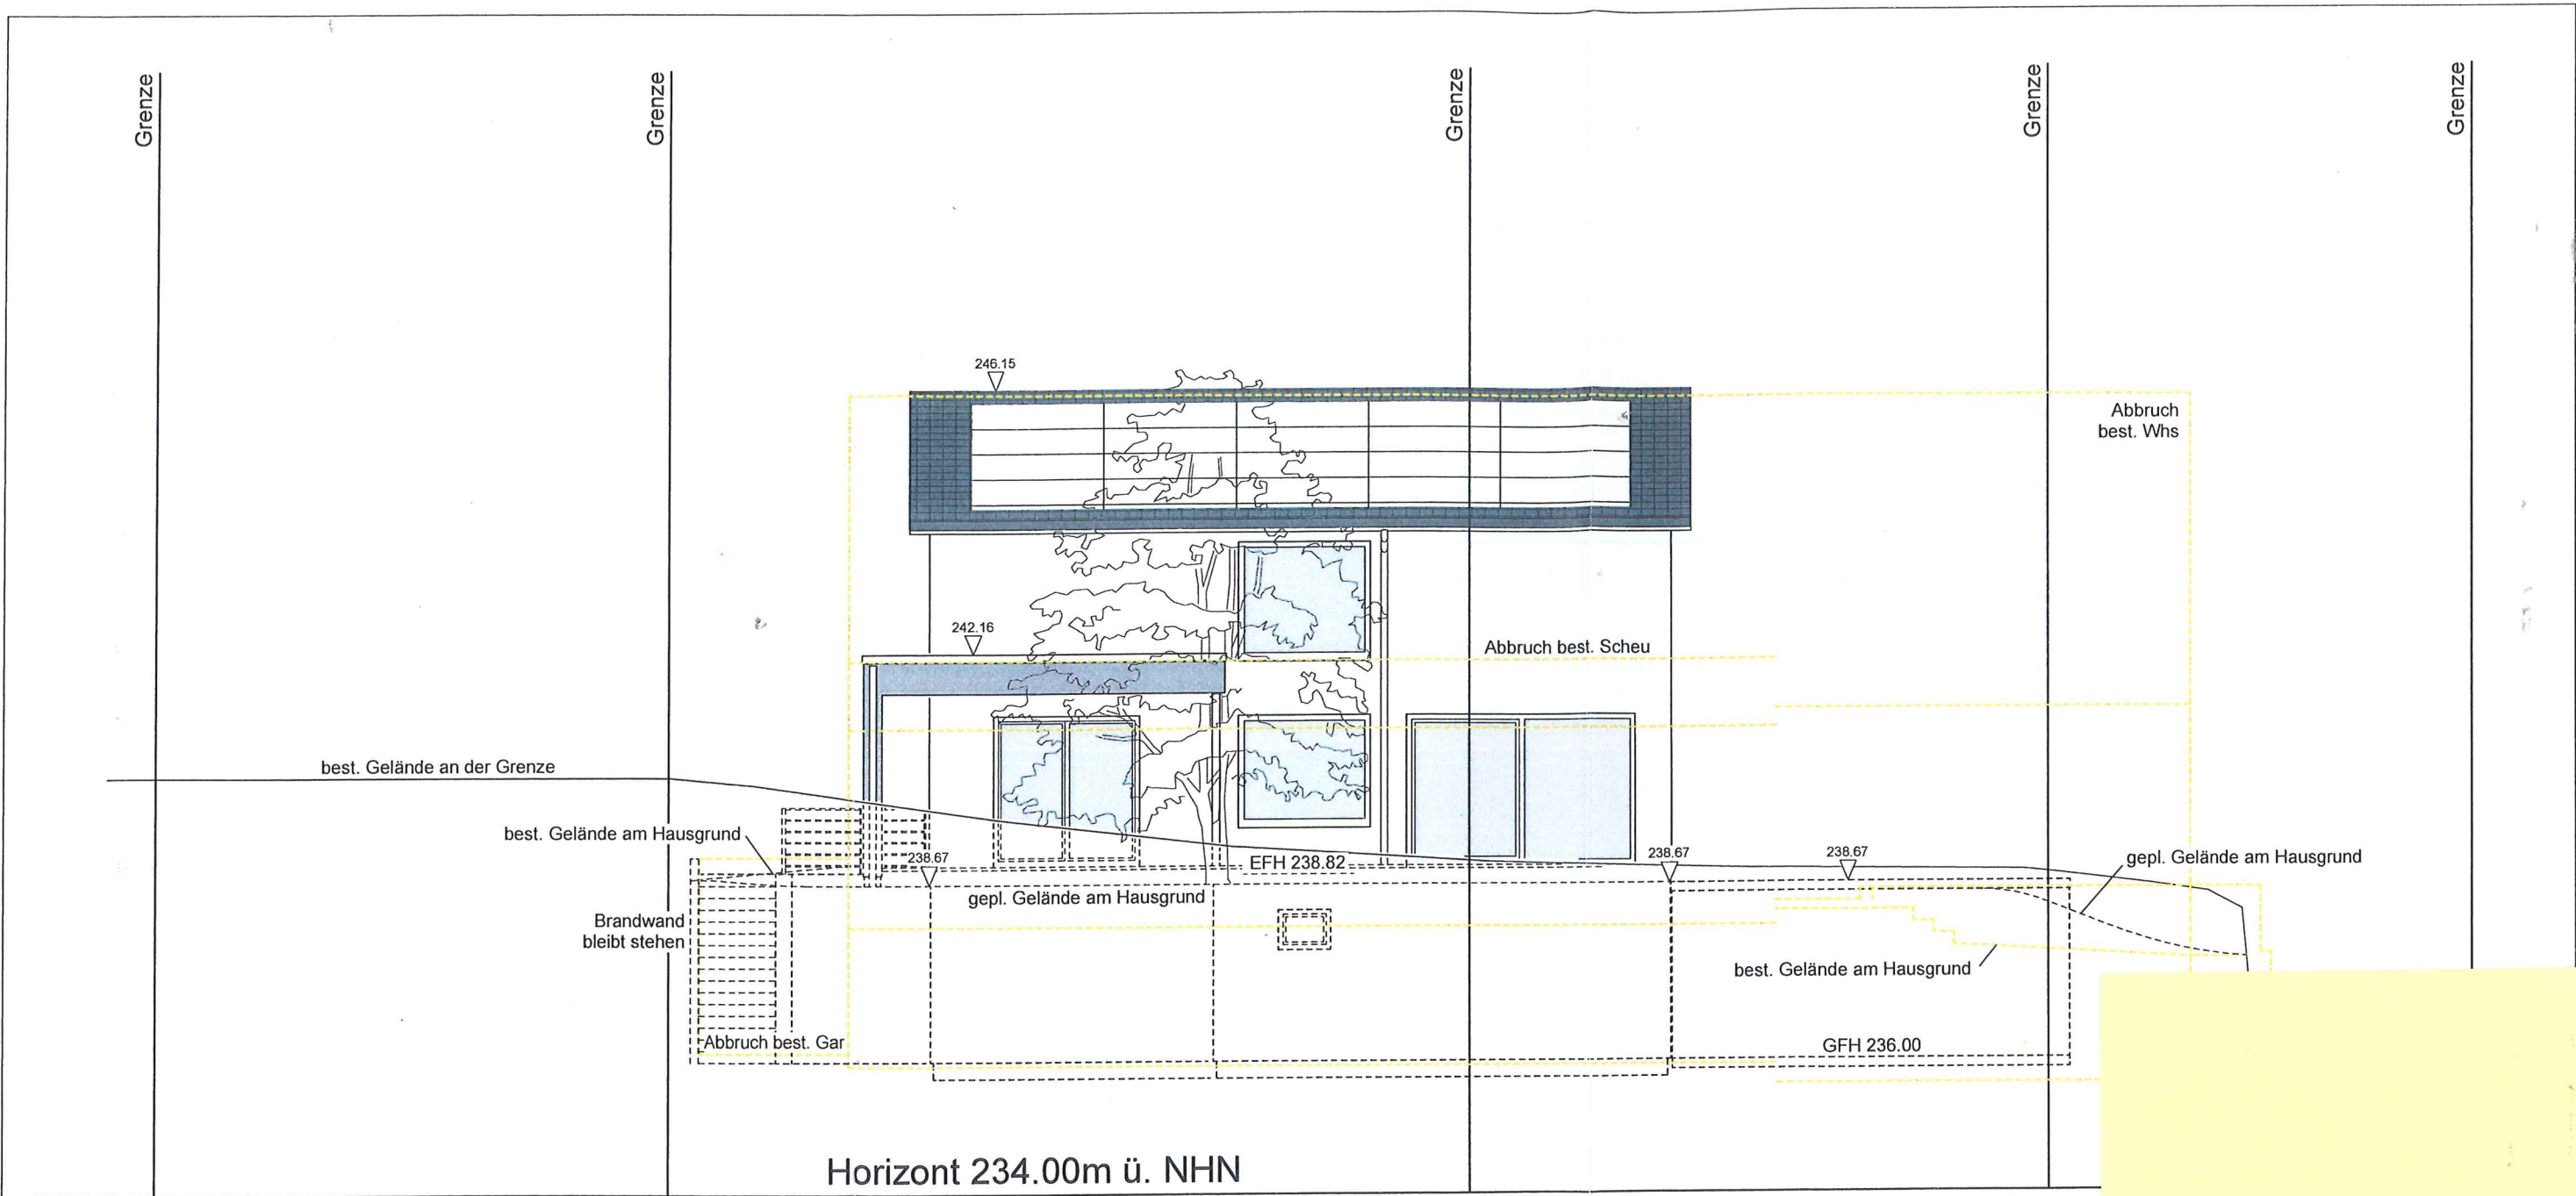 Grenze
Grenze
Grenze
Grenze
Grenze
246.15
Abbruch
best. Whs
242.16
Abbruch best. Scheu
best. Gelände an der Grenze
best. Gelände am Hausgrund
238.67
EFH 238.82
238.67
238.67
gepl. Gelände am Hausgrund
gepl. Gelände am Hausgrund
Brandwand
bleibt stehen
best. Gelände am Hausgrund
Abbruch best. Gar
GFH 236.00
Horizont 234.00m ü. NHN